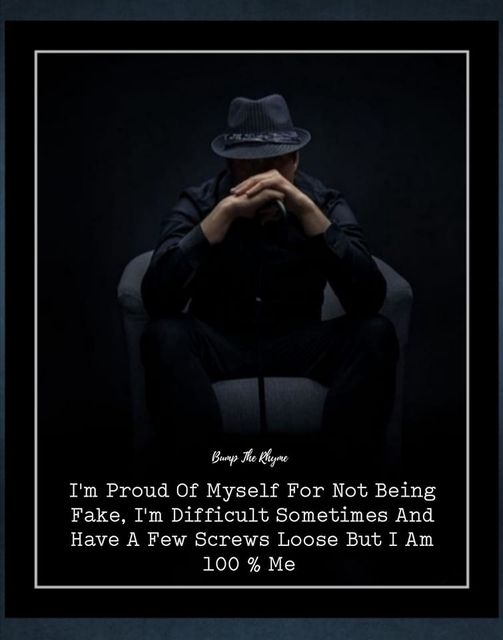 Bump The Rhyme
I'm Proud Of Myself For Not Being
Fake, I'm Difficult Sometimes And
Have A Few Screws Loose But I Am
100 % Me